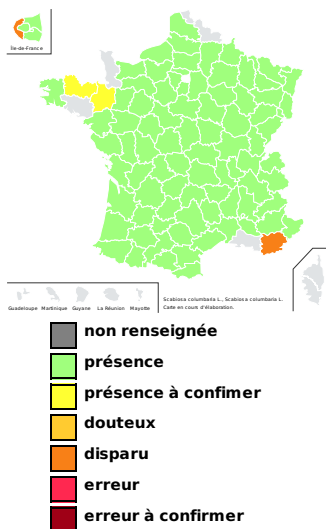 Île-de-France
Scabiosa columbaria L., Scabiosa columbaria L.
Carte en cours d'élaboration.
Guadeloupe Martinique Guyane La Réunion Mayotte
non renseignée
présence
présence à confimer
douteux
disparu
erreur
erreur à confirmer